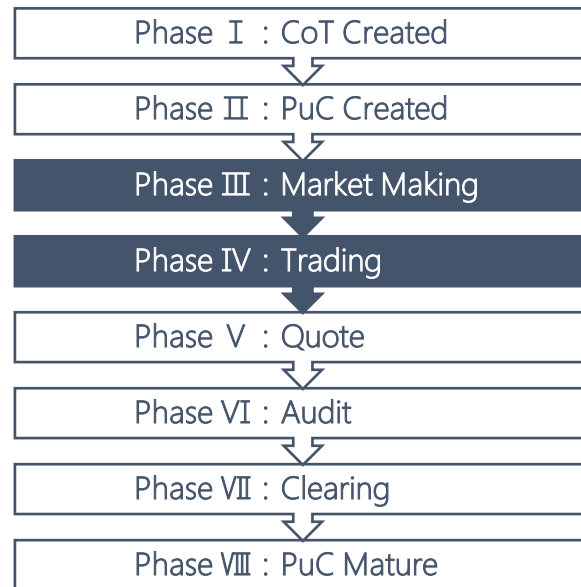 Phase Ⅰ : CoT Created
Phase Ⅱ : PuC Created
Phase Ⅲ : Market Making
Phase Ⅳ : Trading
Phase Ⅴ : Quote
Phase Ⅵ : Audit
Phase Ⅶ : Clearing
Phase Ⅷ : PuC Mature